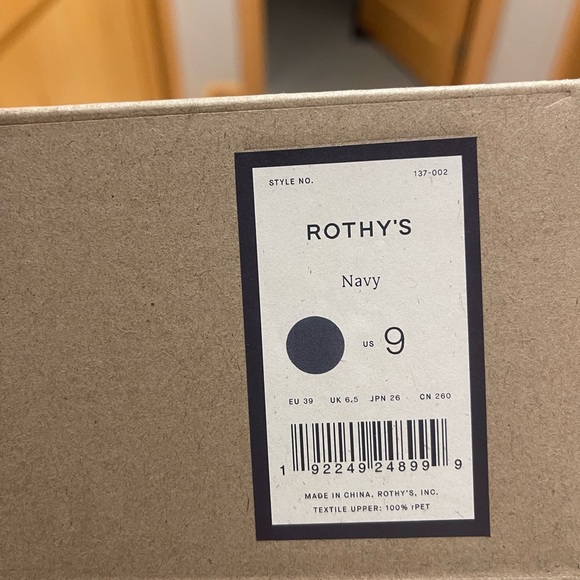 STYLE NO. 137-002
ROTHY'S
Navy
US 9
EU 39 UK 6.5 JPN 26 CN 260
1 92249 24899 9
MADE IN CHINA, ROTHY'S, INC.
TEXTILE UPPER: 100% rPET